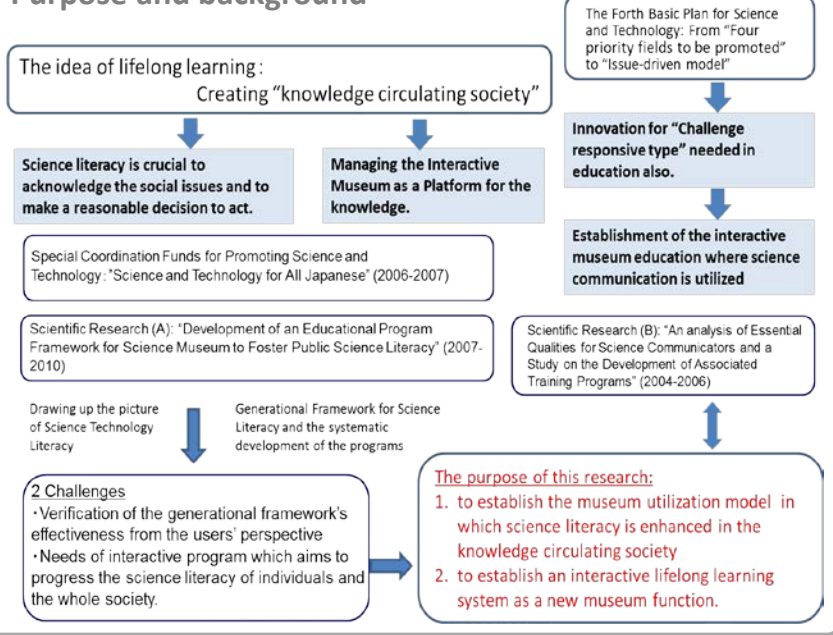 Purpose and background
The Forth Basic Plan for Science
and Technology: From “Four
priority fields to be promoted”
to “Issue-driven model”
The idea of lifelong learning :
Creating “knowledge circulating society”
Science literacy is crucial to
acknowledge the social issues and to
make a reasonable decision to act.
Managing the Interactive
Museum as a Platform for the
knowledge.
Innovation for “Challenge
responsive type” needed in
education also.
Establishment of the interactive
museum education where science
communication is utilized
Special Coordination Funds for Promoting Science and
Technology: ”Science and Technology for All Japanese” (2006-2007)
Scientific Research (A): “Development of an Educational Program
Framework for Science Museum to Foster Public Science Literacy” (2007-
2010)
Scientific Research (B): “An analysis of Essential
Qualities for Science Communicators and a
Study on the Development of Associated
Training Programs” (2004-2006)
Drawing up the picture
of Science Technology
Literacy
Generational Framework for Science
Literacy and the systematic
development of the programs
2 Challenges
・Verification of the generational framework’s
effectiveness from the users’ perspective
・Needs of interactive program which aims to
progress the science literacy of individuals and
the whole society.
The purpose of this research:
1. to establish the museum utilization model in
which science literacy is enhanced in the
knowledge circulating society
2. to establish an interactive lifelong learning
system as a new museum function.